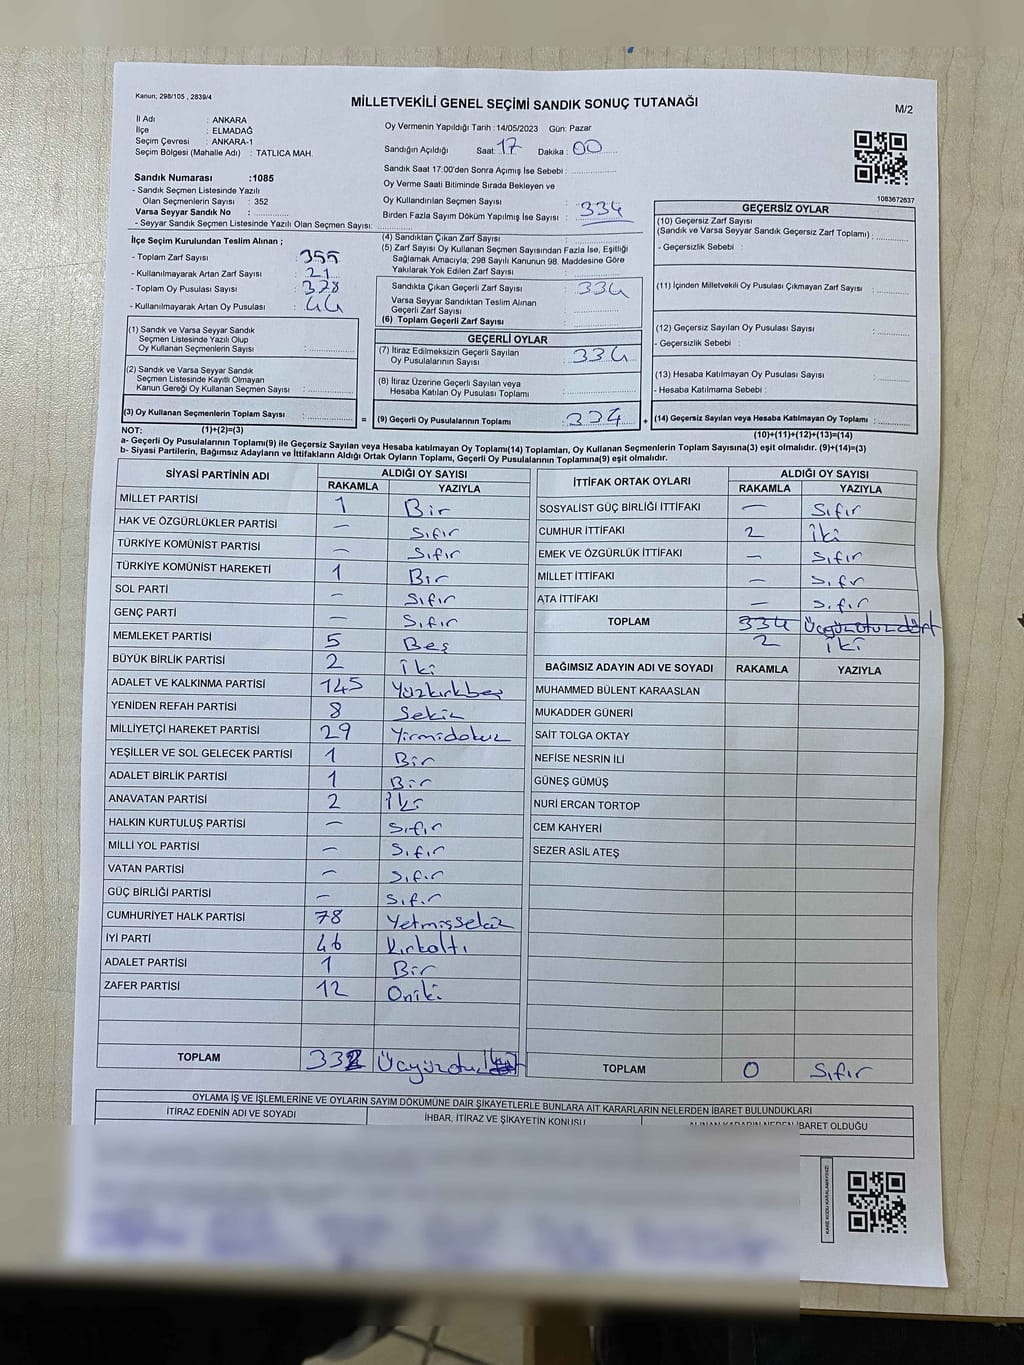 Kanun; 298/105 , 2839/4
MİLLETVEKİLİ GENEL SEÇİMİ SANDIK SONUÇ TUTANAĞI
M/2
İl Adı : ANKARA
İlçe : ELMADAĞ
Seçim Çevresi : ANKARA-1
Seçim Bölgesi (Mahalle Adı) : TATLICA MAH.
Oy Vermenin Yapıldığı Tarih :14/05/2023 Gün: Pazar
Sandığın Açıldığı Saat: 17 Dakika : 00
Sandık Saat 17:00'den Sonra Açımış İse Sebebi :
Oy Verme Saati Bitiminde Sırada Bekleyen ve
Oy Kullandırılan Seçmen Sayısı :
Birden Fazla Sayım Döküm Yapılmış İse Sayısı : 334
1083672637
Sandık Numarası :1085
- Sandık Seçmen Listesinde Yazılı
Olan Seçmenlerin Sayısı : 352
Varsa Seyyar Sandık No :
- Seyyar Sandık Seçmen Listesinde Yazılı Olan Seçmen Sayısı:
İlçe Seçim Kurulundan Teslim Alınan ;
- Toplam Zarf Sayısı : 355
- Kullanılmayarak Artan Zarf Sayısı : 21
- Toplam Oy Pusulası Sayısı : 378
- Kullanılmayarak Artan Oy Pusulası : 44
(1) Sandık ve Varsa Seyyar Sandık
Seçmen Listesinde Yazılı Olup
Oy Kullanan Seçmenlerin Sayısı :
(2) Sandık ve Varsa Seyyar Sandık
Seçmen Listesinde Kayıtlı Olmayan
Kanun Gereği Oy Kullanan Seçmen Sayısı :
(3) Oy Kullanan Seçmenlerin Toplam Sayısı :
(4) Sandıktan Çıkan Zarf Sayısı :
(5) Zarf Sayısı Oy Kullanan Seçmen Sayısından Fazla İse, Eşitliği
Sağlamak Amacıyla; 298 Sayılı Kanunun 98. Maddesine Göre
Yakılarak Yok Edilen Zarf Sayısı :
Sandıkta Çıkan Geçerli Zarf Sayısı : 334
Varsa Seyyar Sandıktan Teslim Alınan
Geçerli Zarf Sayısı :
(6) Toplam Geçerli Zarf Sayısı :
GEÇERLİ OYLAR
(7) İtiraz Edilmeksizin Geçerli Sayılan
Oy Pusulalarının Sayısı : 334
(8) İtiraz Üzerine Geçerli Sayılan veya
Hesaba Katılan Oy Pusulası Toplamı :
= (9) Geçerli Oy Pusulalarının Toplamı : 334 +
GEÇERSİZ OYLAR
(10) Geçersiz Zarf Sayısı
(Sandık ve Varsa Seyyar Sandık Geçersiz Zarf Toplamı) :
- Geçersizlik Sebebi :
(11) İçinden Milletvekili Oy Pusulası Çıkmayan Zarf Sayısı :
(12) Geçersiz Sayılan Oy Pusulası Sayısı :
- Geçersizlik Sebebi :
(13) Hesaba Katılmayan Oy Pusulası Sayısı :
- Hesaba Katılmama Sebebi :
(14) Geçersiz Sayılan veya Hesaba Katılmayan Oy Toplamı :
NOT: (1)+(2)=(3)
(10)+(11)+(12)+(13)=(14)
a- Geçerli Oy Pusulalarının Toplamı(9) ile Geçersiz Sayılan veya Hesaba katılmayan Oy Toplamı(14) Toplamları, Oy Kullanan Seçmenlerin Toplam Sayısına(3) eşit olmalıdır. (9)+(14)=(3)
b- Siyasi Partilerin, Bağımsız Adayların ve İttifakların Aldığı Ortak Oyların Toplamı, Geçerli Oy Pusulalarının Toplamına(9) eşit olmalıdır.
SİYASİ PARTİNİN ADI ALDIĞI OY SAYISI
RAKAMLA YAZIYLA
MİLLET PARTİSİ 1 Bir
HAK VE ÖZGÜRLÜKLER PARTİSİ — Sıfır
TÜRKİYE KOMÜNİST PARTİSİ — Sıfır
TÜRKİYE KOMÜNİST HAREKETİ 1 Bir
SOL PARTİ — Sıfır
GENÇ PARTİ — Sıfır
MEMLEKET PARTİSİ 5 Beş
BÜYÜK BİRLİK PARTİSİ 2 İki
ADALET VE KALKINMA PARTİSİ 145 Yüzkırkbeş
YENİDEN REFAH PARTİSİ 8 Sekiz
MİLLİYETÇİ HAREKET PARTİSİ 29 Yirmidokuz
YEŞİLLER VE SOL GELECEK PARTİSİ 1 Bir
ADALET BİRLİK PARTİSİ 1 Bir
ANAVATAN PARTİSİ 2 İki
HALKIN KURTULUŞ PARTİSİ — Sıfır
MİLLİ YOL PARTİSİ — Sıfır
VATAN PARTİSİ — Sıfır
GÜÇ BİRLİĞİ PARTİSİ — Sıfır
CUMHURİYET HALK PARTİSİ 78 Yetmişsekiz
İYİ PARTİ 46 Kırkaltı
ADALET PARTİSİ 1 Bir
ZAFER PARTİSİ 12 Oniki
TOPLAM 332
İTTİFAK ORTAK OYLARI ALDIĞI OY SAYISI
RAKAMLA YAZIYLA
SOSYALİST GÜÇ BİRLİĞİ İTTİFAKI — Sıfır
CUMHUR İTTİFAKI 2 İki
EMEK VE ÖZGÜRLÜK İTTİFAKI — Sıfır
MİLLET İTTİFAKI — Sıfır
ATA İTTİFAKI — Sıfır
TOPLAM 334 Üçyüzotuzdört
2 İki
BAĞIMSIZ ADAYIN ADI VE SOYADI RAKAMLA YAZIYLA
MUHAMMED BÜLENT KARAASLAN
MUKADDER GÜNERİ
SAİT TOLGA OKTAY
NEFİSE NESRİN İLİ
GÜNEŞ GÜMÜŞ
NURİ ERCAN TORTOP
CEM KAHYERİ
SEZER ASİL ATEŞ
TOPLAM 0 Sıfır
OYLAMA İŞ VE İŞLEMLERİNE VE OYLARIN SAYIM DÖKÜMÜNE DAİR ŞİKAYETLERLE BUNLARA AİT KARARLARIN NELERDEN İBARET BULUNDUKLARI
İTİRAZ EDENİN ADI VE SOYADI İHBAR, İTİRAZ VE ŞİKAYETİN KONUSU ALINAN KARARIN NEDEN İBARET OLDUĞU
KARE KODU KARALAMAYINIZ!